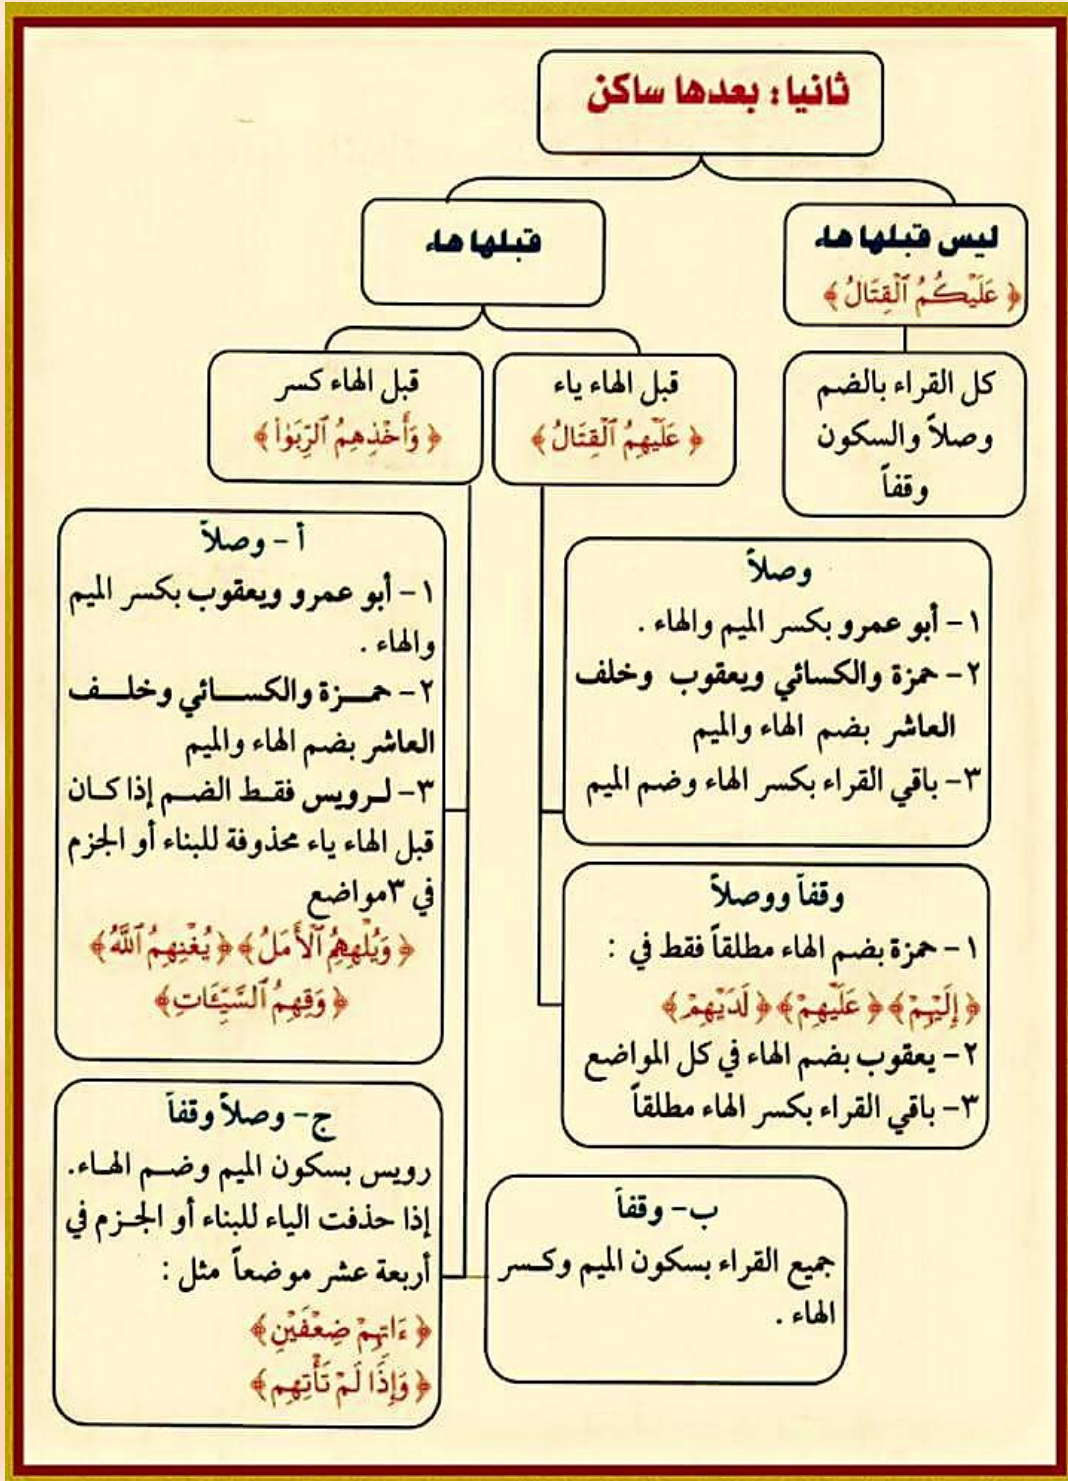 ثانيا : بعدها ساكن
ليس قبلها هاء
﴿ عَلَيْكُمُ ٱلْقِتَالُ ﴾
كل القراء بالضم
وصلاً والسكون
وقفاً
قبلها هاء
قبل الهاء ياء
﴿ عَلَيْهِمُ ٱلْقِتَالُ ﴾
قبل الهاء كسر
﴿ وَأَخْذِهِمُ ٱلرِّبَوٰا۟ ﴾
وصلاً
١- أبو عمرو بكسر الميم والهاء .
٢- حمزة والكسائي ويعقوب وخلف
العاشر بضم الهاء والميم
٣- باقي القراء بكسر الهاء وضم الميم
وقفاً ووصلاً
١- حمزة بضم الهاء مطلقاً فقط في :
﴿ إِلَيْهِمْ ﴾ ﴿ عَلَيْهِمْ ﴾ ﴿ لَدَيْهِمْ ﴾
٢- يعقوب بضم الهاء في كل المواضع
٣- باقي القراء بكسر الهاء مطلقاً
أ - وصلاً
١- أبو عمرو ويعقوب بكسر الميم
والهاء .
٢- حمزة والكسائي وخلف
العاشر بضم الهاء والميم
٣- لرويس فقط الضم إذا كان
قبل الهاء ياء محذوفة للبناء أو الجزم
في ٣مواضع
﴿ وَيُلْهِهِمُ ٱلْأَمَلُ ﴾ ﴿ يُغْنِهِمُ ٱللَّهُ ﴾
﴿ وَقِهِمُ ٱلسَّيِّـَٔاتِ ﴾
ب- وقفاً
جميع القراء بسكون الميم وكسر
الهاء .
ج- وصلاً وقفاً
رويس بسكون الميم وضم الهاء.
إذا حذفت الياء للبناء أو الجزم في
أربعة عشر موضعاً مثل :
﴿ ءَاتِهِمْ ضِعْفَيْنِ ﴾
﴿ وَإِذَا لَمْ تَأْتِهِم ﴾